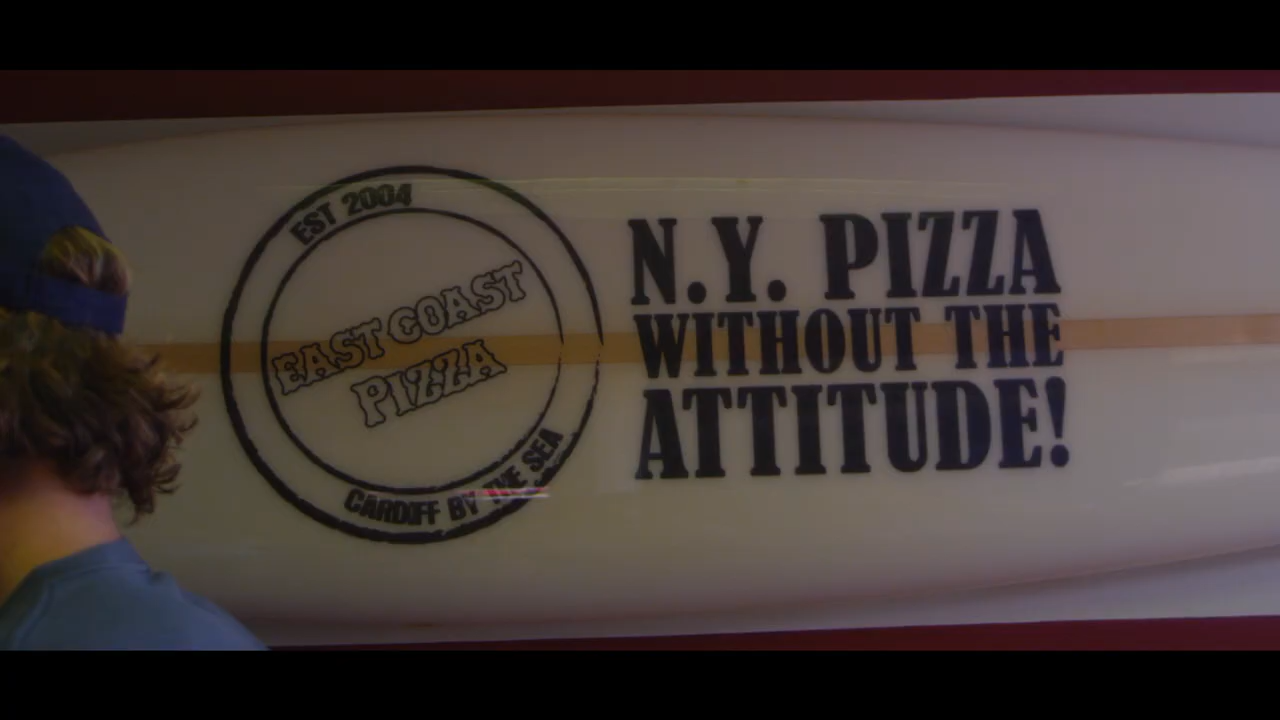 EST 2004
EAST COAST
PIZZA
CARDIFF BY THE SEA
N.Y. PIZZA
WITHOUT THE
ATTITUDE!